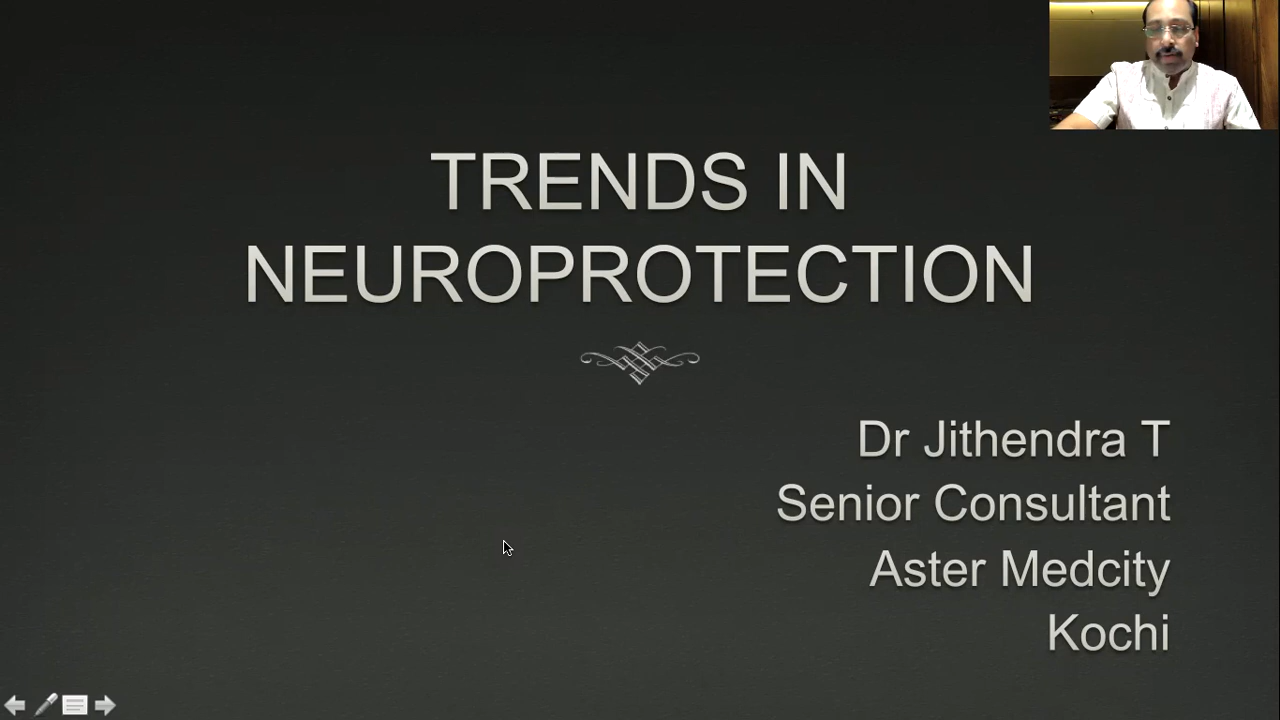 TRENDS IN
NEUROPROTECTION
Dr Jithendra T
Senior Consultant
Aster Medcity
Kochi